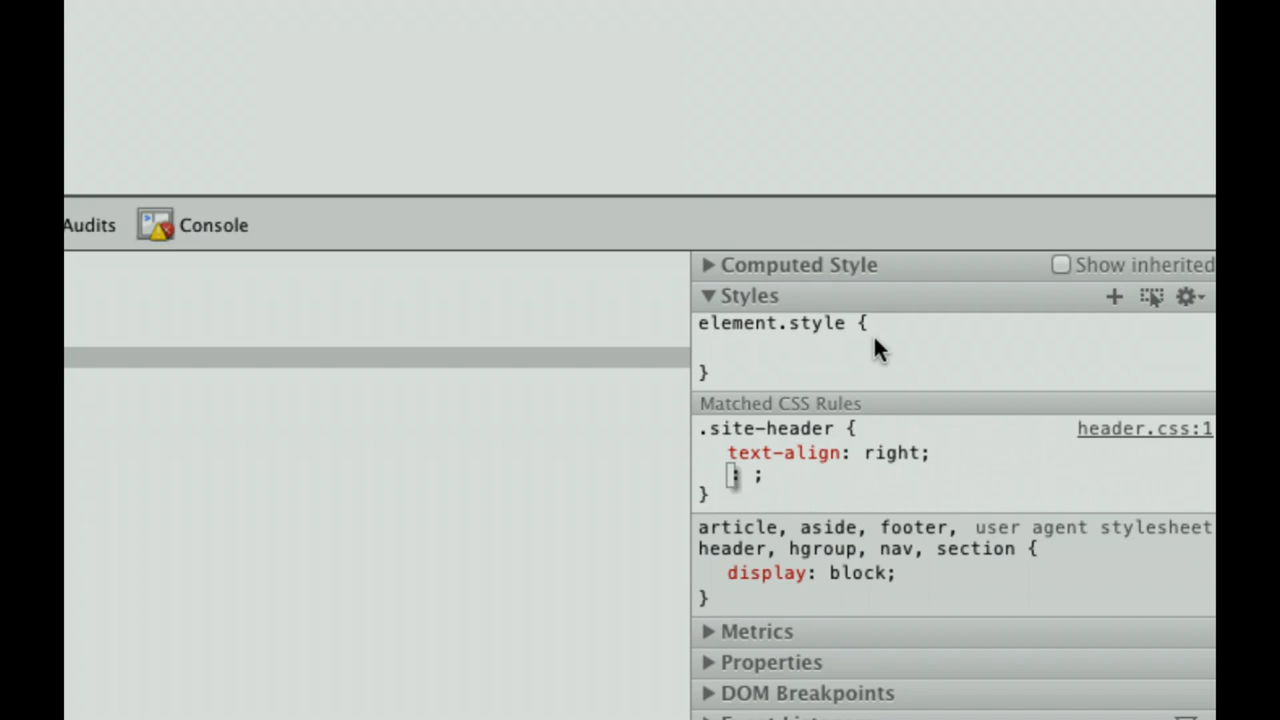 Audits Console
Computed Style Show inherited
Styles
element.style {
}
Matched CSS Rules
.site-header { header.css:1
text-align: right;
: ;
}
article, aside, footer, user agent stylesheet
header, hgroup, nav, section {
display: block;
}
Metrics
Properties
DOM Breakpoints